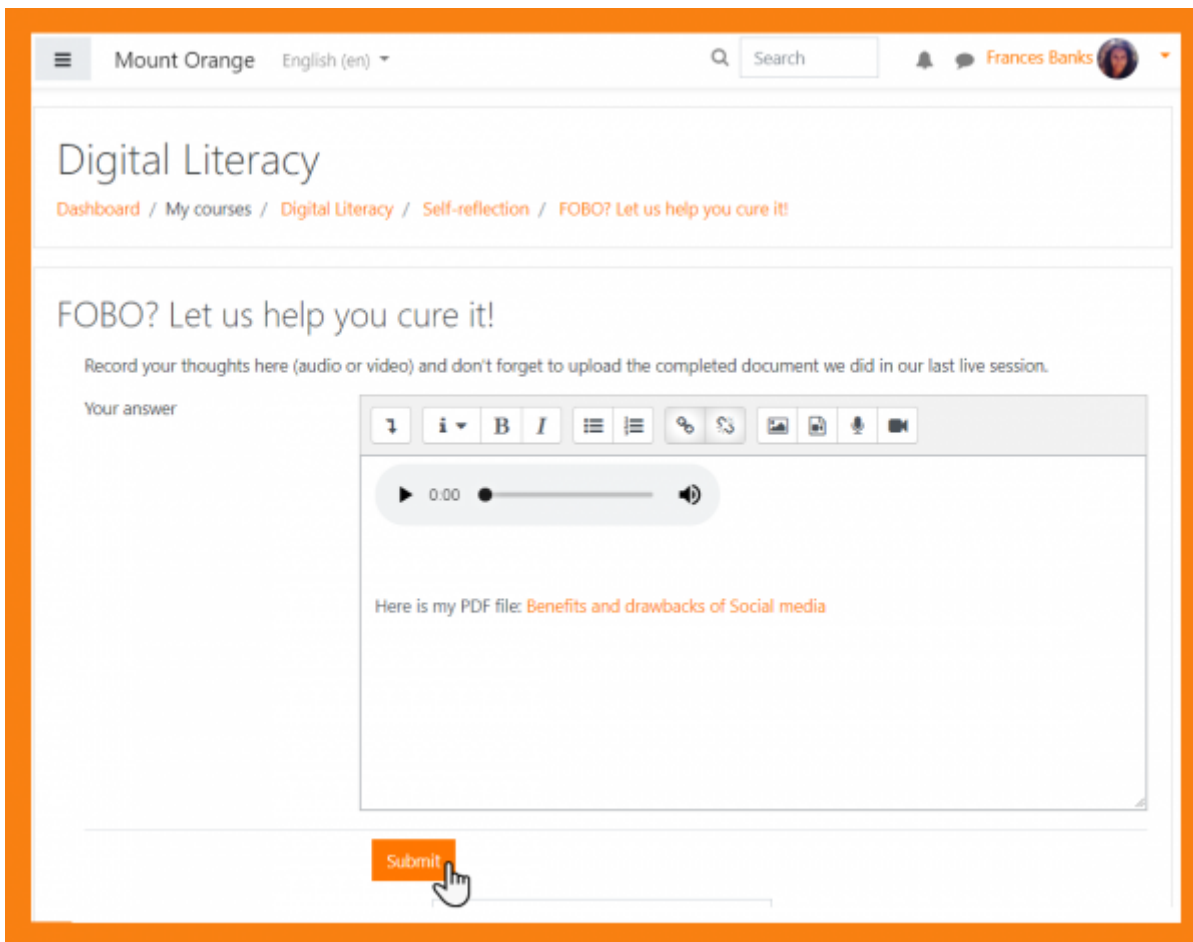 Mount Orange English (en) Search Frances Banks
Digital Literacy
Dashboard / My courses / Digital Literacy / Self-reflection / FOBO? Let us help you cure it!
FOBO? Let us help you cure it!
Record your thoughts here (audio or video) and don't forget to upload the completed document we did in our last live session.
Your answer
i B I
0:00
Here is my PDF file: Benefits and drawbacks of Social media
Submit